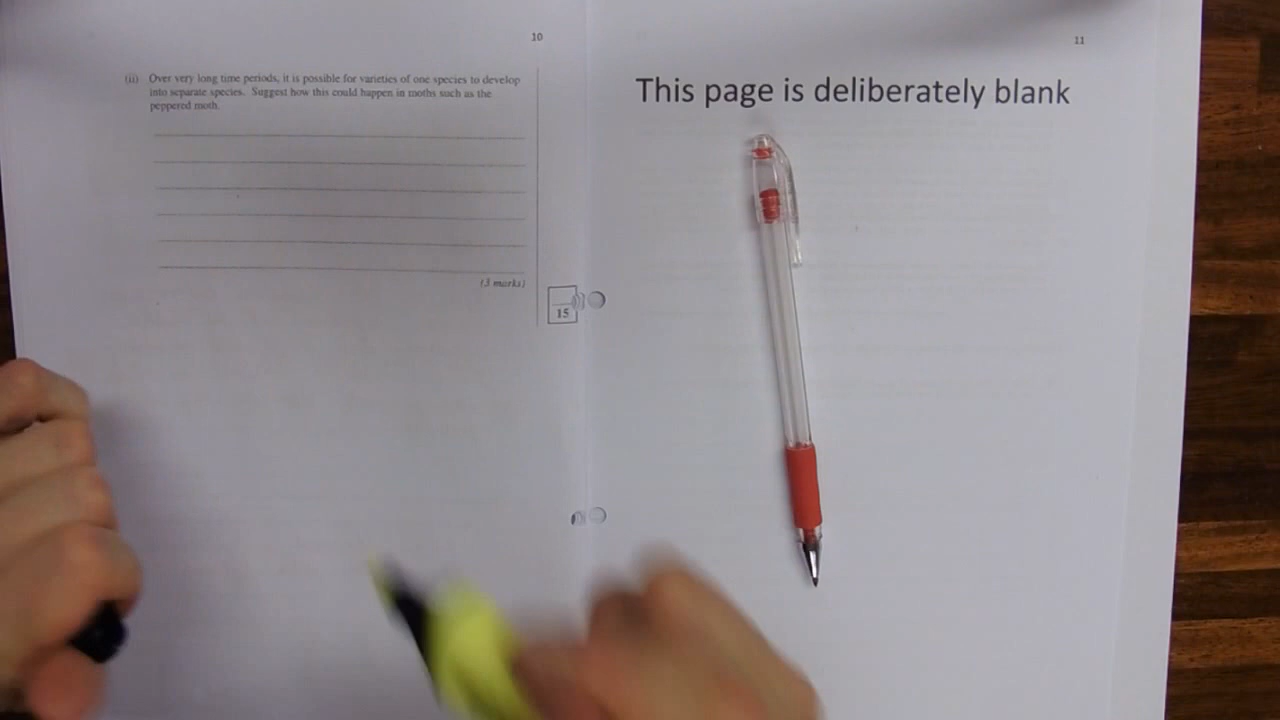 10
(ii) Over very long time periods, it is possible for varieties of one species to develop
into separate species. Suggest how this could happen in moths such as the
peppered moth.
(3 marks)
15
11
This page is deliberately blank